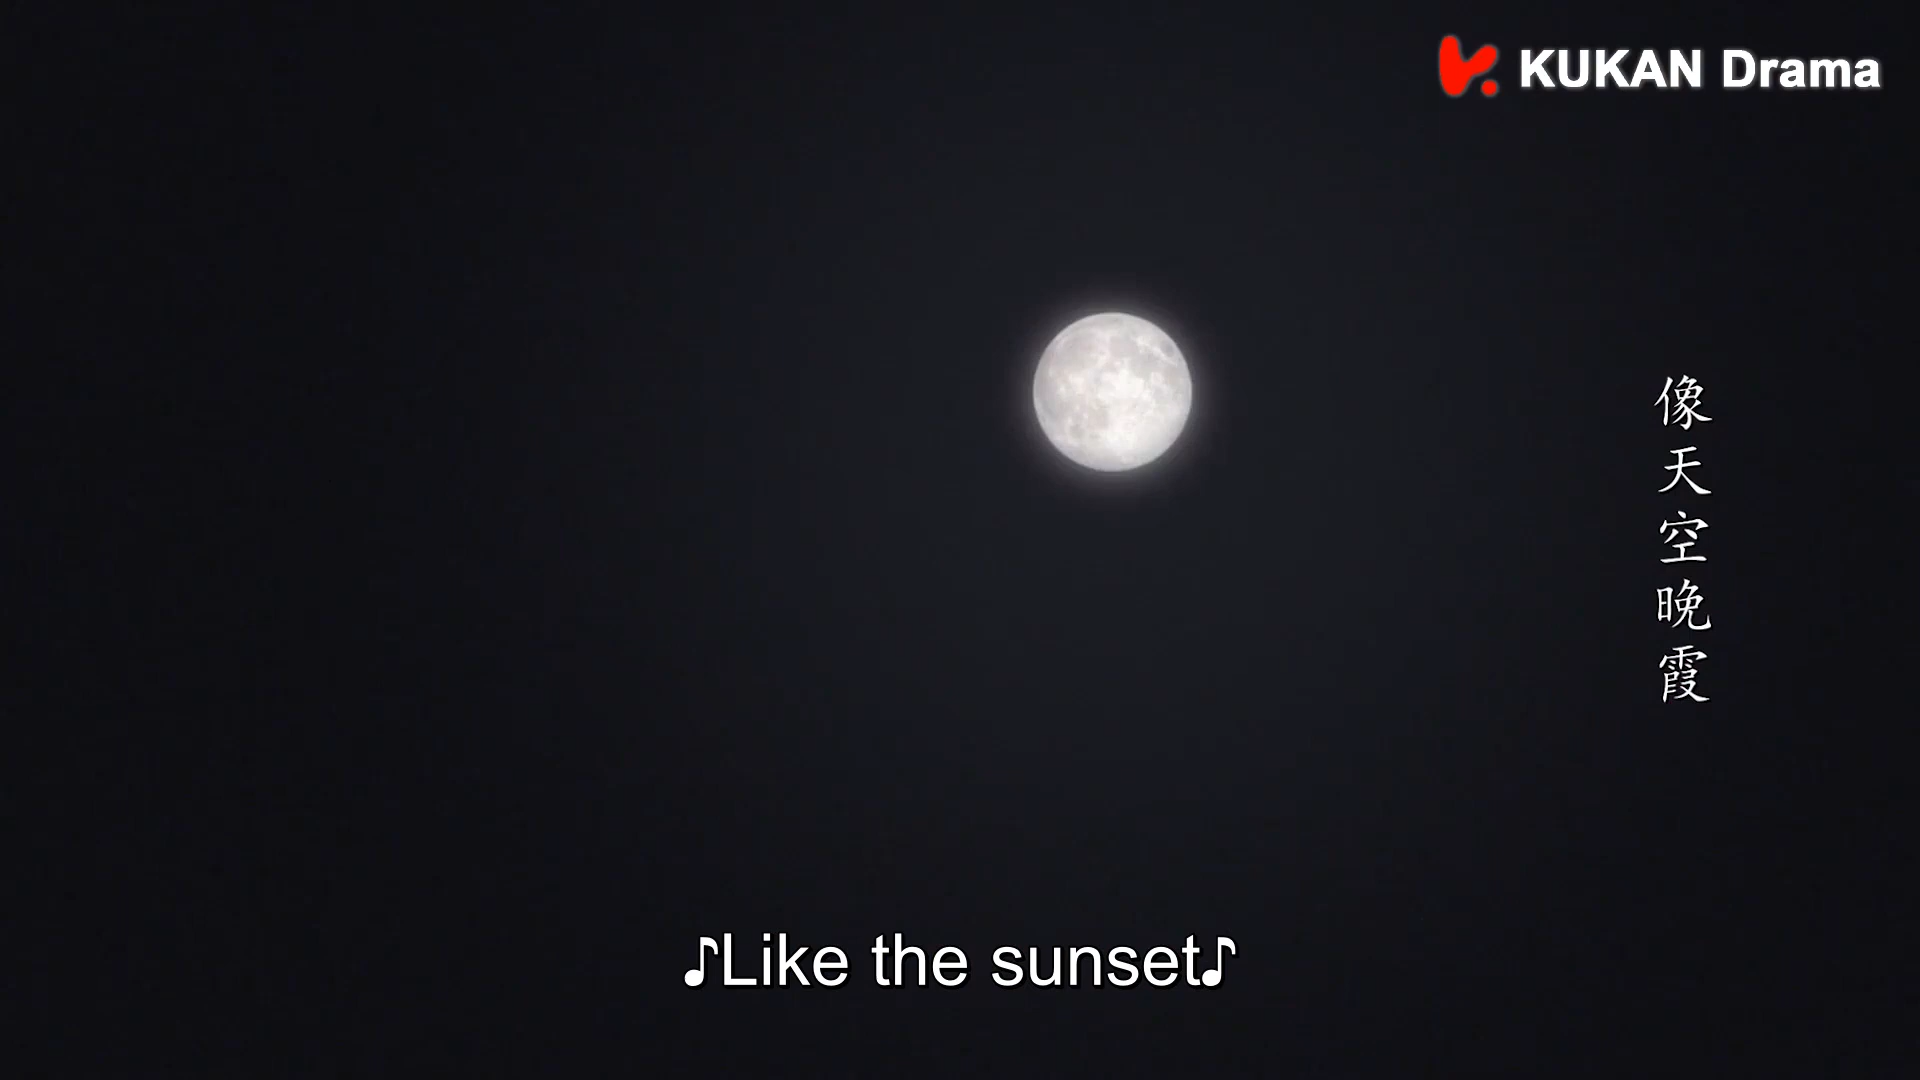 KUKAN Drama
像天空晚霞
♪Like the sunset♪